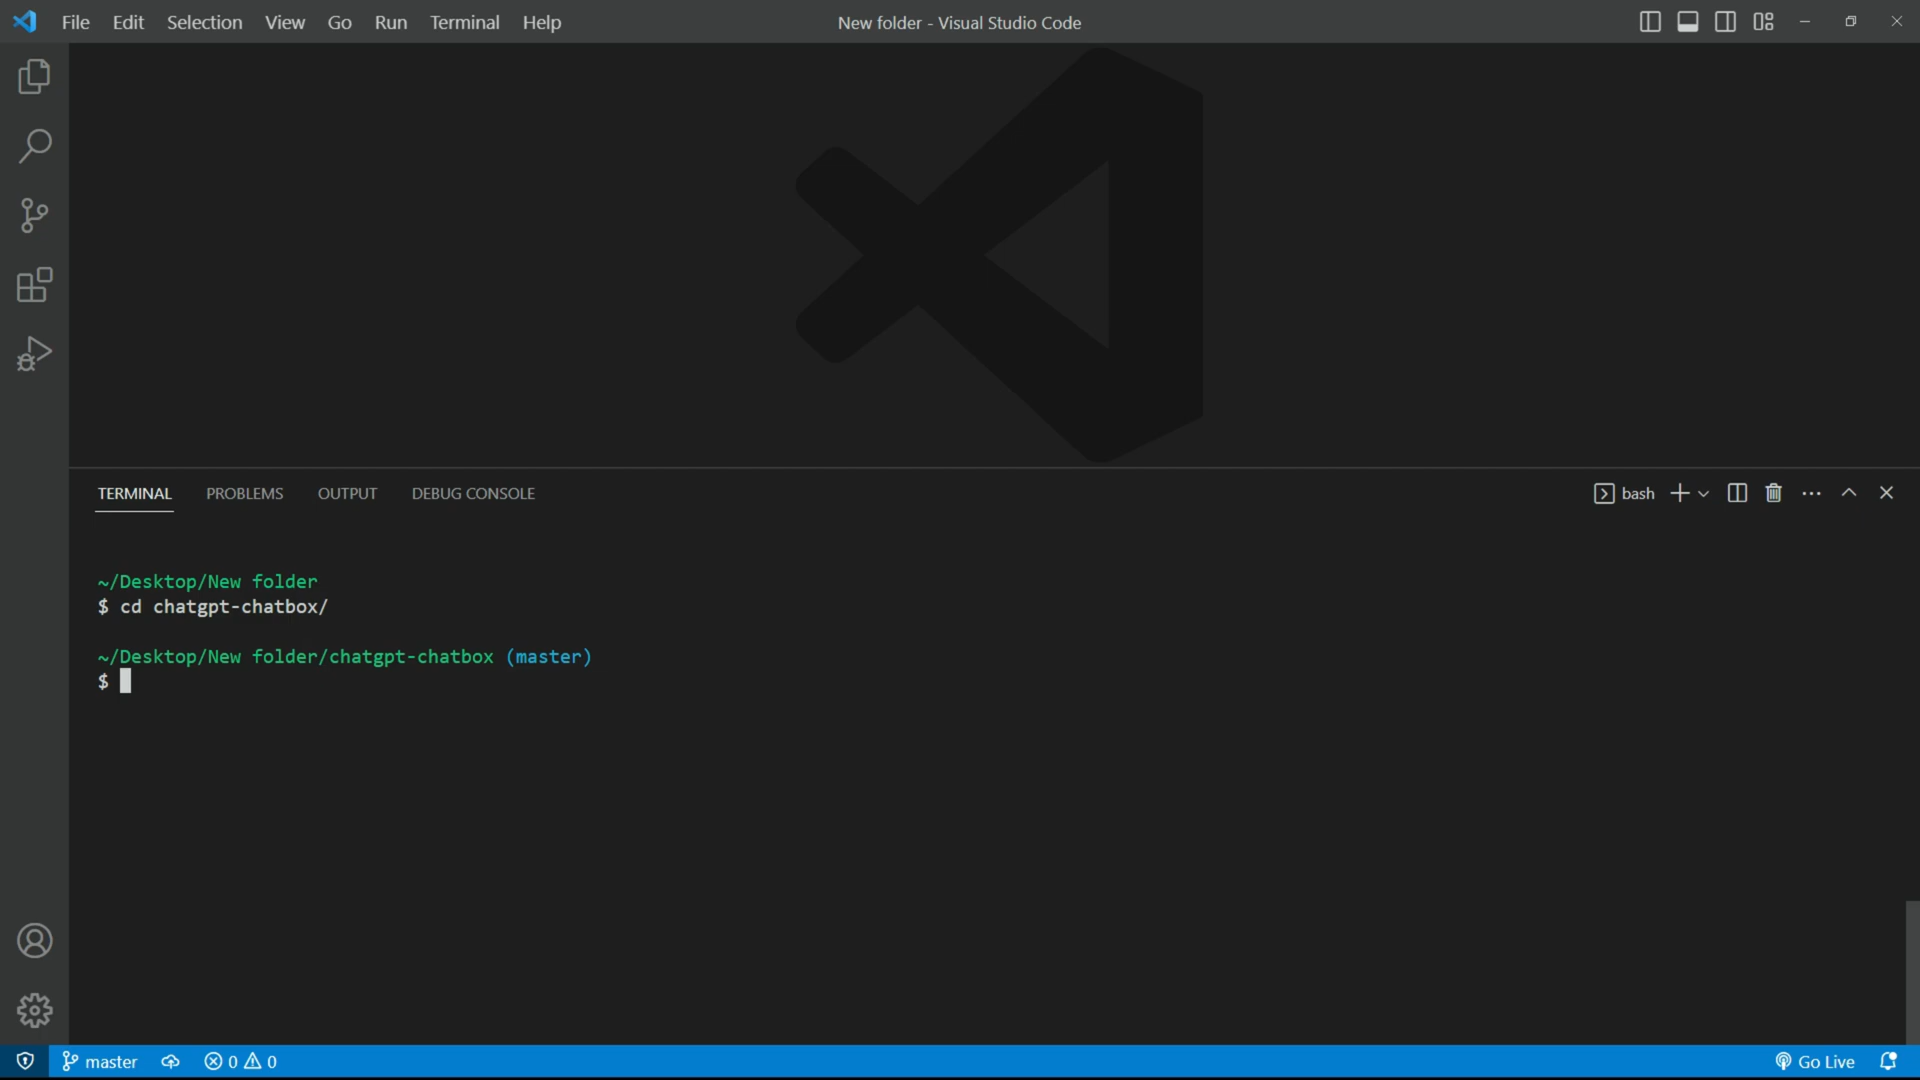 File Edit Selection View Go Run Terminal Help New folder - Visual Studio Code
TERMINAL PROBLEMS OUTPUT DEBUG CONSOLE bash
~/Desktop/New folder
$ cd chatgpt-chatbox/
~/Desktop/New folder/chatgpt-chatbox (master)
$
master 0 0 Go Live